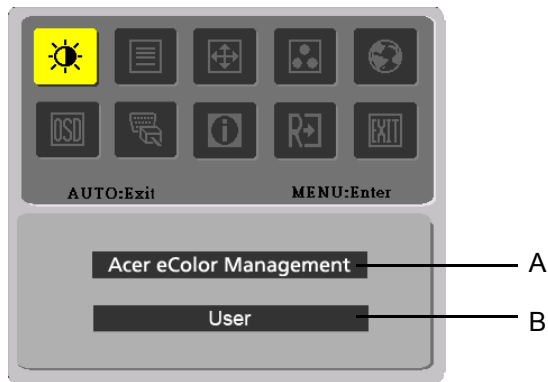 OSD R EXIT
AUTO:Exit MENU:Enter
Acer eColor Management A
User B